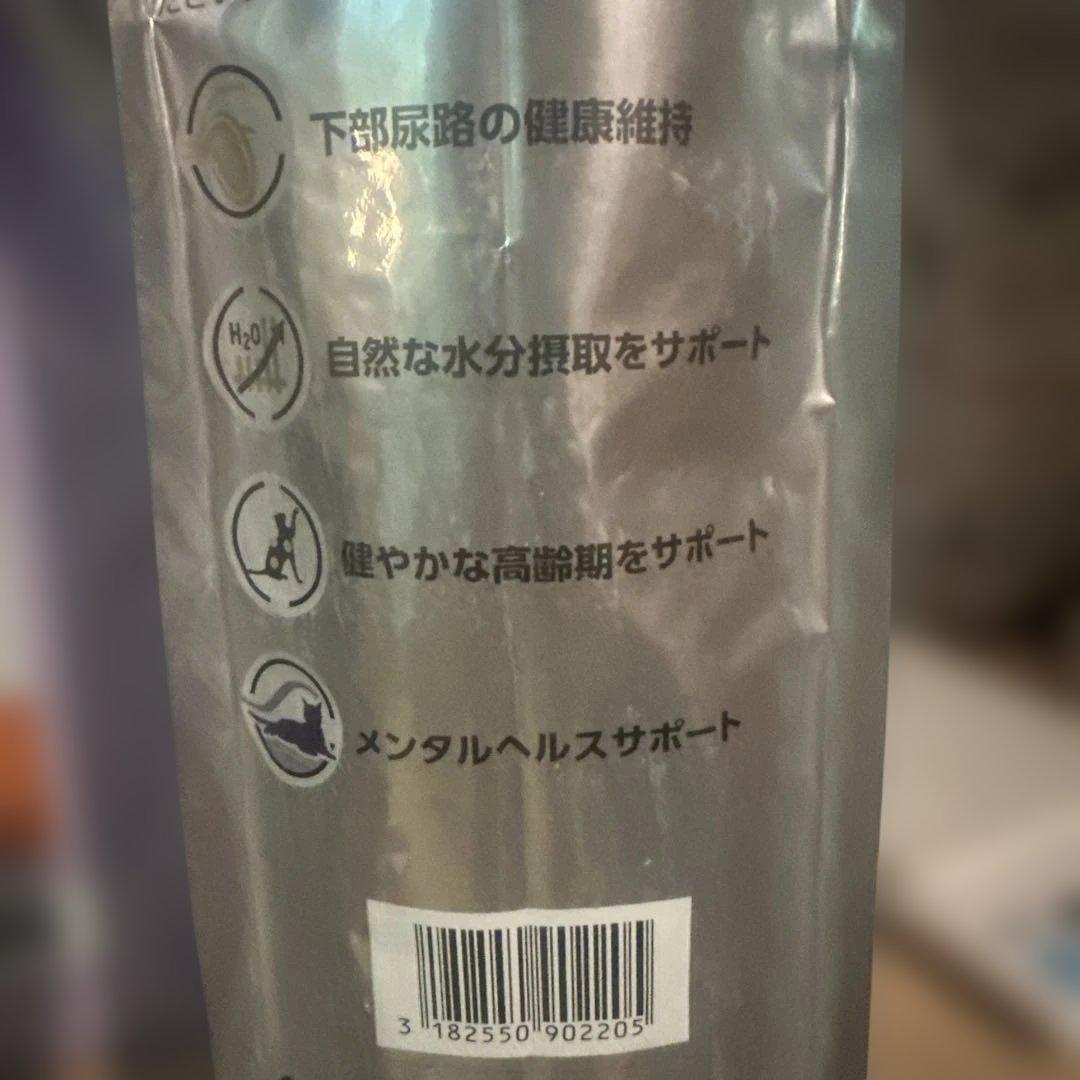 下部尿路の健康維持
H₂O
自然な水分摂取をサポート
健やかな高齢期をサポート
メンタルヘルスサポート
3 182550 902205